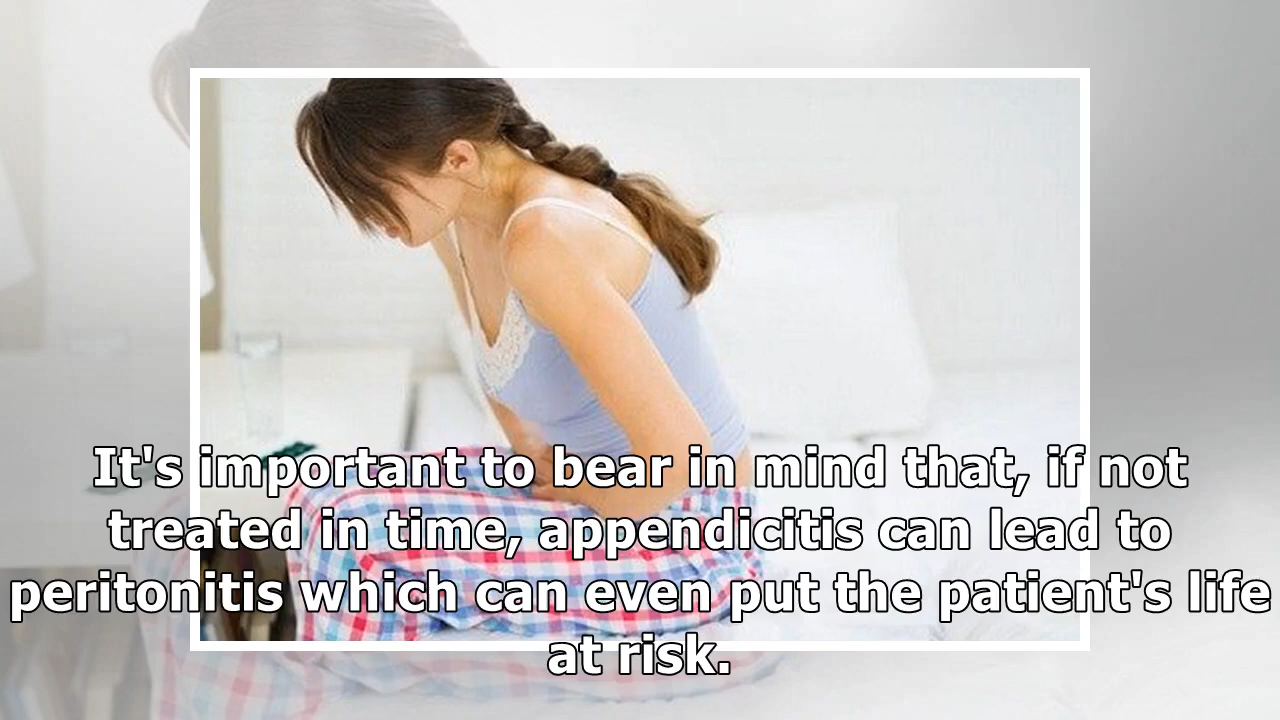 It's important to bear in mind that, if not
treated in time, appendicitis can lead to
peritonitis which can even put the patient's life
at risk.